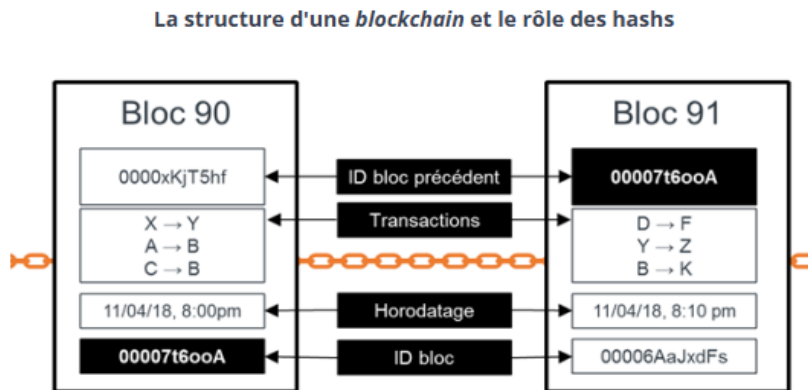 La structure d'une blockchain et le rôle des hashs
Bloc 90
Bloc 91
0000xKjT5hf
ID bloc précédent
00007t6ooA
X → Y
A → B
C → B
Transactions
D → F
Y → Z
B → K
11/04/18, 8:00pm
Horodatage
11/04/18, 8:10 pm
00007t6ooA
ID bloc
00006AaJxdFs